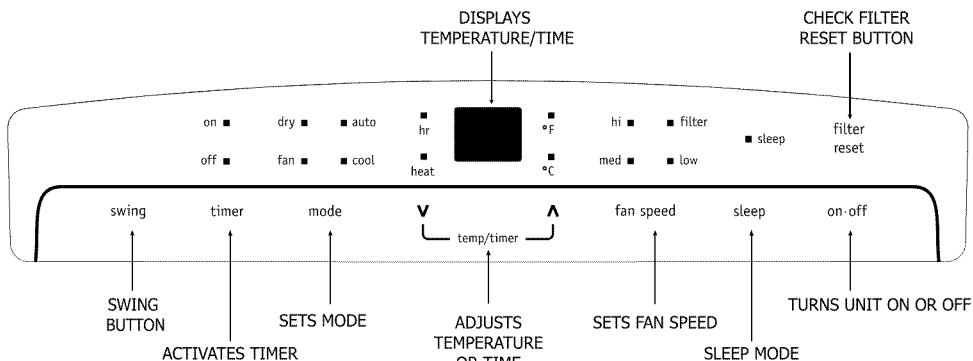 DISPLAYS
TEMPERATURE/TIME
CHECK FILTER
RESET BUTTON
on
dry
auto
hr
°F
hi
filter
sleep
filter
reset
off
fan
cool
heat
°C
med
low
swing
timer
mode
temp/timer
fan speed
sleep
on·off
SWING
BUTTON
ACTIVATES TIMER
SETS MODE
ADJUSTS
TEMPERATURE
OR TIME
SETS FAN SPEED
SLEEP MODE
TURNS UNIT ON OR OFF